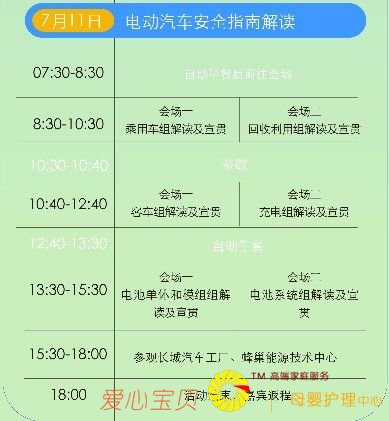 7月11日 电动汽车安全指南解读
07:30-8:30 自助早餐后前往会场
会场一 会场二
8:30-10:30 乘用车组解读及宣贯 回收利用组解读及宣贯
10:30-10:40 茶歇
会场一 会场二
10:40-12:40 客车组解读及宣贯 充电组解读及宣贯
12:40-13:30 自助午餐
会场一 会场二
13:30-15:30 电池单体和模组组解读及宣贯 电池系统组解读及宣贯
15:30-18:00 参观长城汽车工厂、蜂巢能源技术中心
TM 高端家庭服务
18:00 活动结束 嘉宾返程
爱心宝贝 母婴护理中心